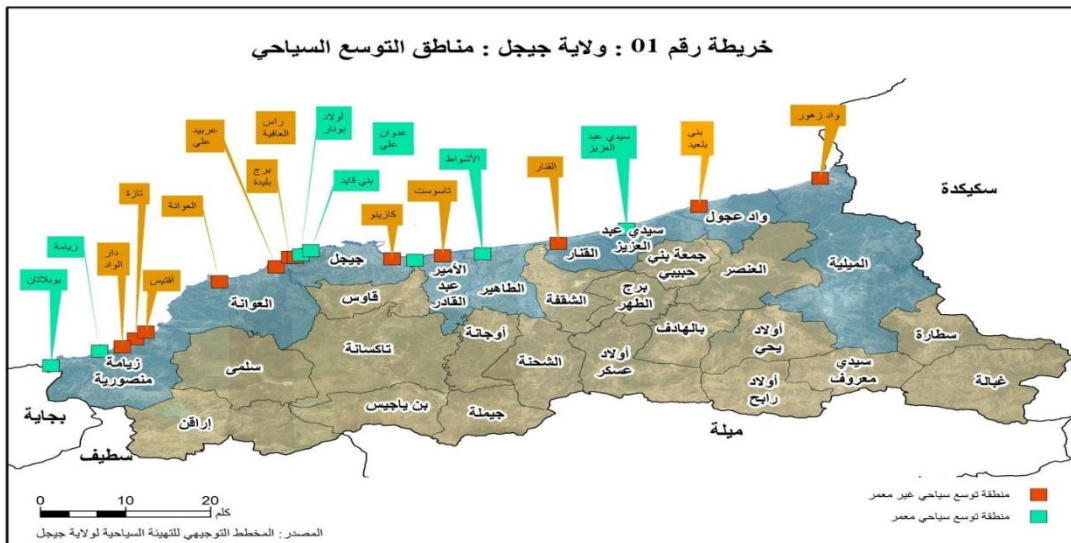 خريطة رقم 01 : ولاية جيجل : مناطق التوسع السياحي
واد زهور
بني
بلعيد
سيدي عبد
العزيز
القنار
الأشواط
عدوان
علي
تاسوست
كازينو
أولاد
بونار
بني قايد
راس
العافية
برج
بليدة
عربيد
علي
العوانة
تازة
أفتيس
دار
الواد
زيامة
بوبلاتان
سكيكدة
الميلية
واد عجول
سيدي عبد
العزيز
القنار
العنصر
جمعة بني
حبيبي
برج
الطهر
الشقفة
الطاهير
الأمير
عبد
القادر
جيجل
قاوس
العوانة
زيامة
منصورية
سلمى
تاكسانة
أوجانة
الشحنة
أولاد
عسكر
بالهادف
أولاد
يحي
أولاد
رابح
سيدي
معروف
سطارة
غبالة
إراقن
بن ياجيس
جيملة
بجاية
سطيف
ميلة
0 10 20
كلم
منطقة توسع سياحي غير معمر
منطقة توسع سياحي معمر
المصدر: المخطط التوجيهي للتهيئة السياحية لولاية جيجل